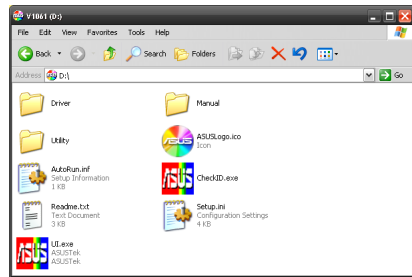 V1061 (D:)
File Edit View Favorites Tools Help
Back Search Folders
Address D:\ Go
Driver
Manual
Utility
ASUSLogo.ico
Icon
AutoRun.inf
Setup Information
1 KB
CheckID.exe
Readme.txt
Text Document
3 KB
Setup.ini
Configuration Settings
4 KB
UI.exe
ASUSTek
ASUSTek